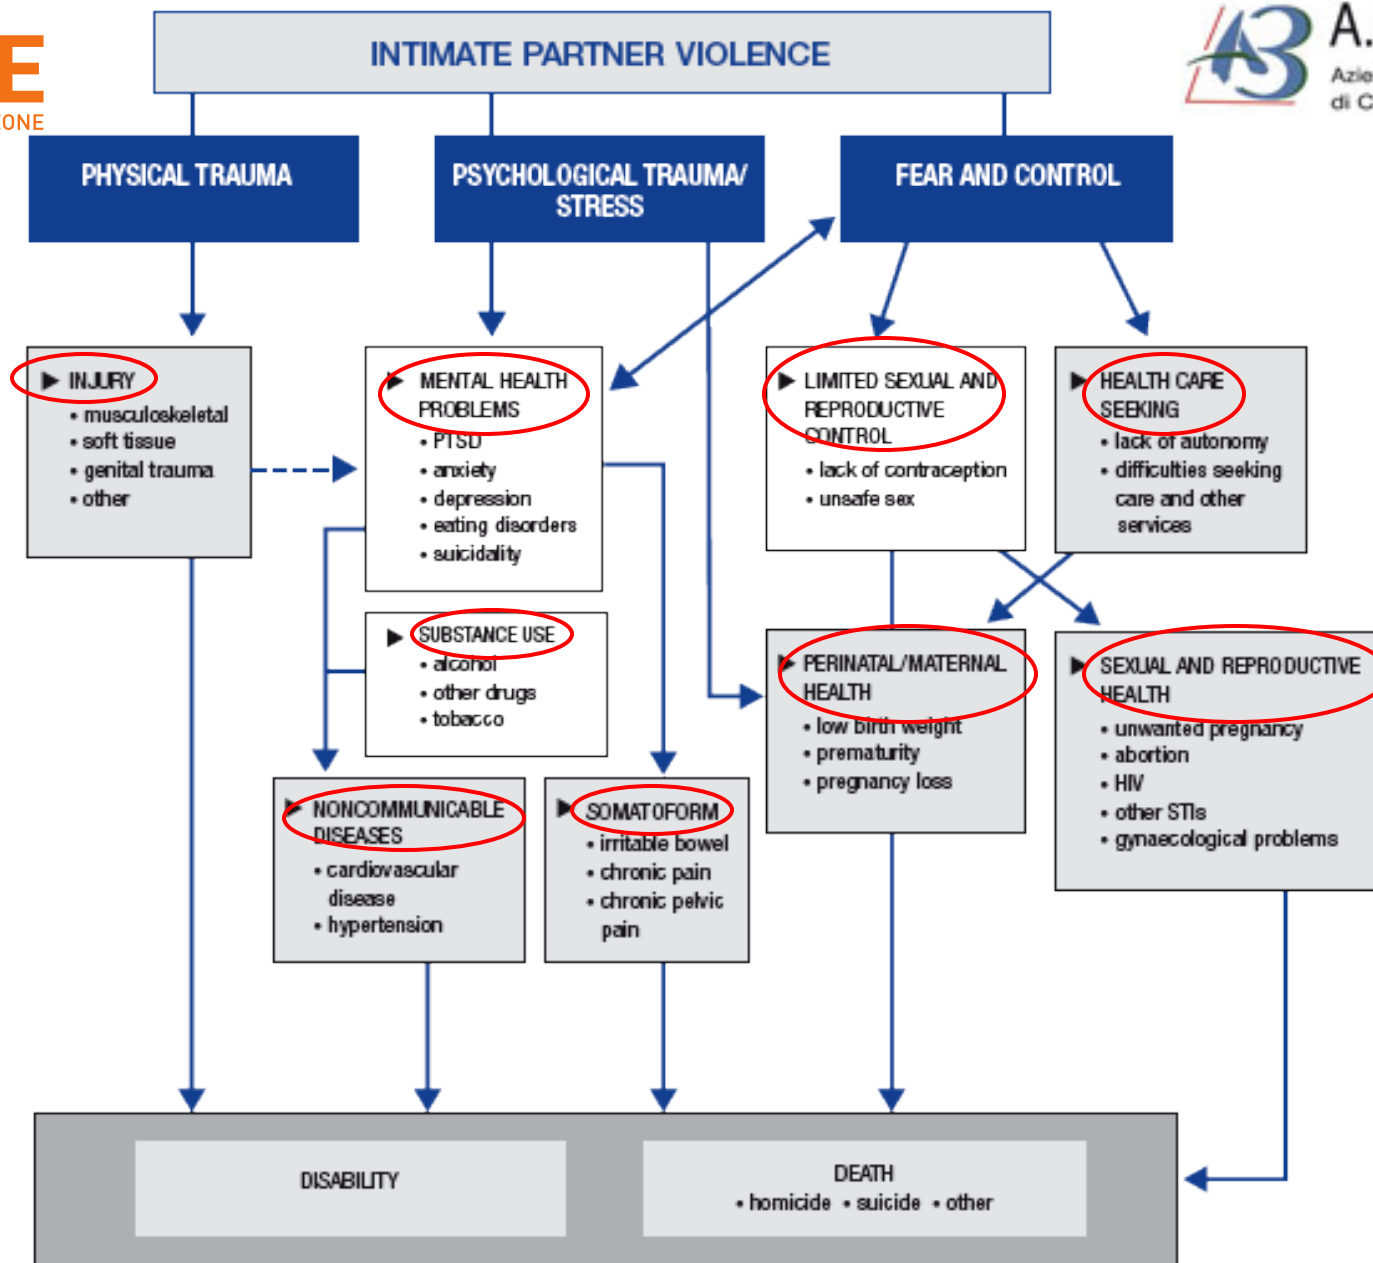 E
ONE
A.
Azie
di C
INTIMATE PARTNER VIOLENCE
PHYSICAL TRAUMA
PSYCHOLOGICAL TRAUMA/
STRESS
FEAR AND CONTROL
▶ INJURY
• musculoskeletal
• soft tissue
• genital trauma
• other
▶ MENTAL HEALTH
PROBLEMS
• PTSD
• anxiety
• depression
• eating disorders
• suicidality
▶ LIMITED SEXUAL AND
REPRODUCTIVE
CONTROL
• lack of contraception
• unsafe sex
▶ HEALTH CARE
SEEKING
• lack of autonomy
• difficulties seeking
care and other
services
▶ SUBSTANCE USE
• alcohol
• other drugs
• tobacco
▶ PERINATAL/MATERNAL
HEALTH
• low birth weight
• prematurity
• pregnancy loss
▶ SEXUAL AND REPRODUCTIVE
HEALTH
• unwanted pregnancy
• abortion
• HIV
• other STIs
• gynaecological problems
▶ NONCOMMUNICABLE
DISEASES
• cardiovascular
disease
• hypertension
▶ SOMATOFORM
• irritable bowel
• chronic pain
• chronic pelvic
pain
DISABILITY
DEATH
• homicide • suicide • other